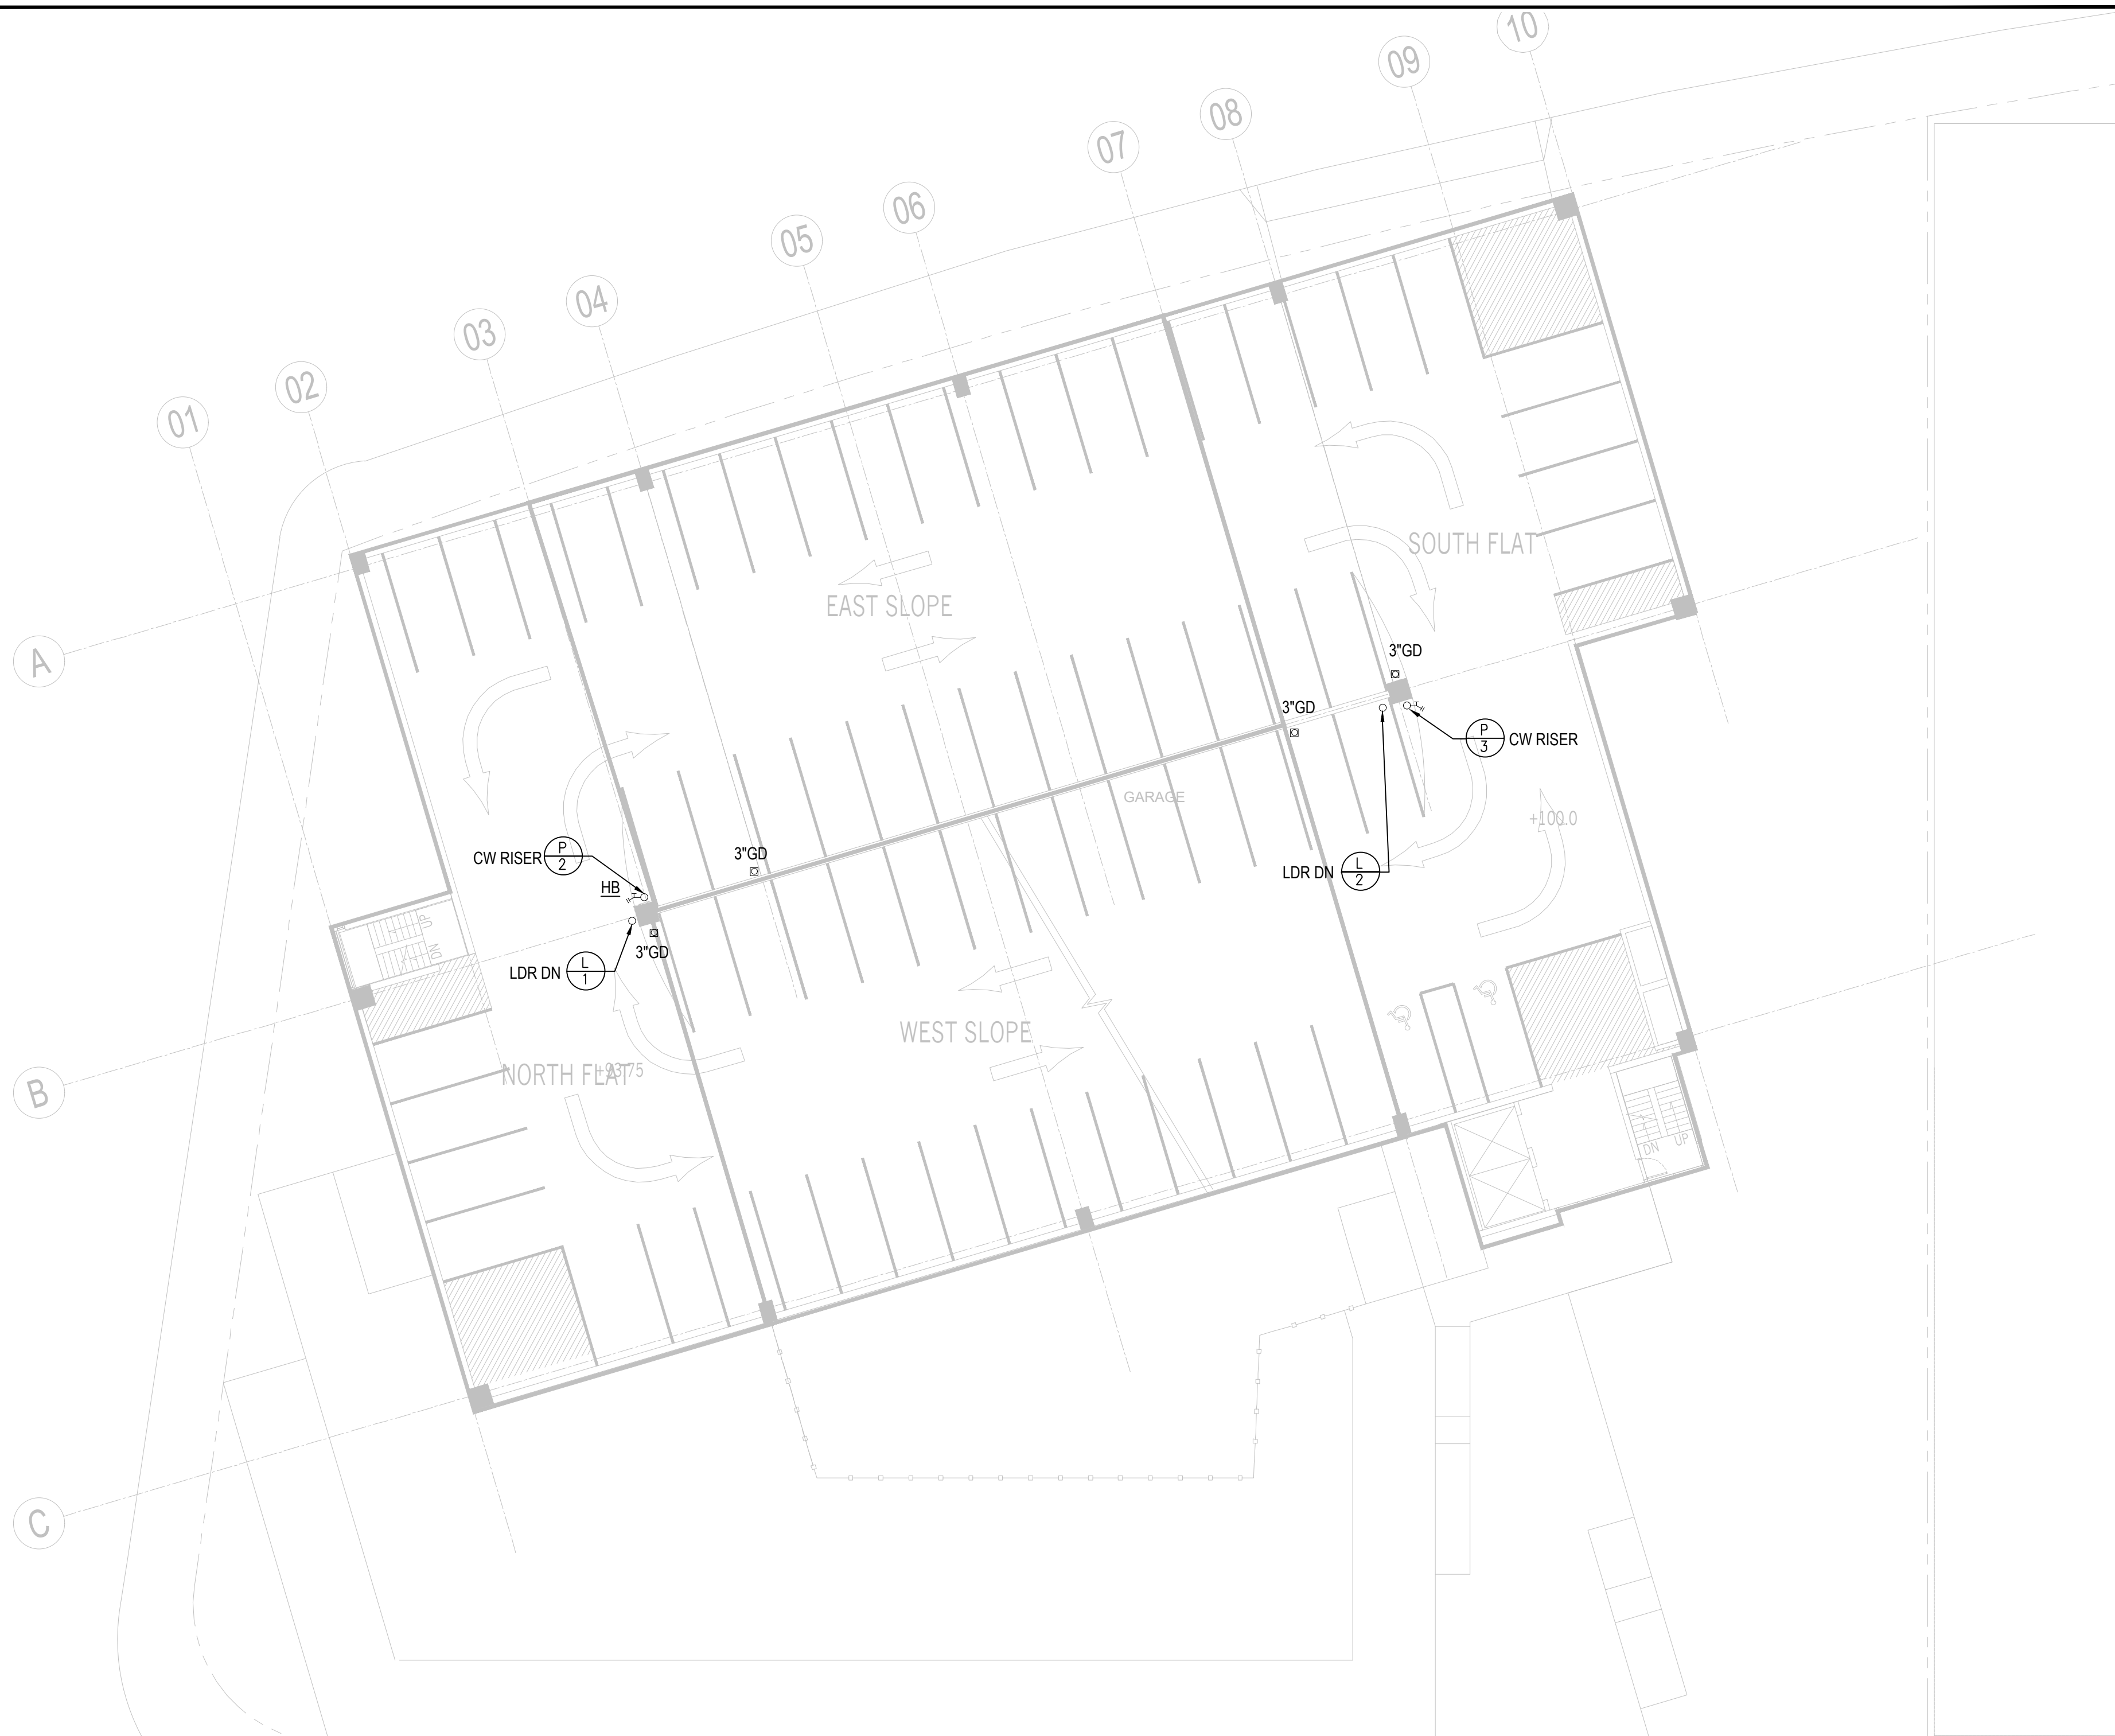 10
09
08
07
06
05
04
03
02
01
A
B
C
SOUTH FLAT
EAST SLOPE
3"GD
3"GD
P
3
CW RISER
GARAGE
+100.0
CW RISER
P
2
3"GD
HB
LDR DN
L
2
UP
DN
LDR DN
L
1
3"GD
WEST SLOPE
NORTH FLAT
+93.75
DN
UP